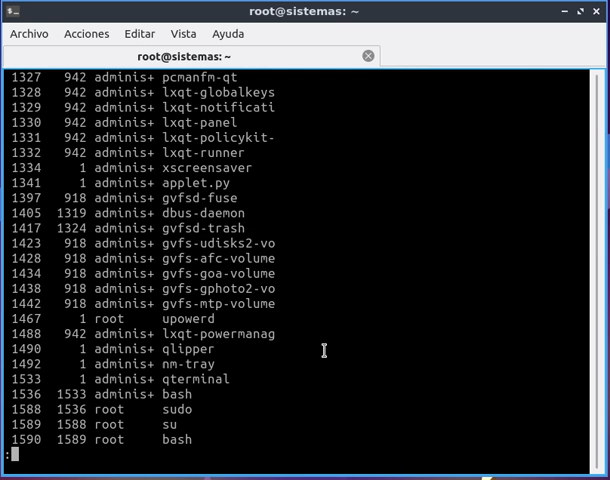 root@sistemas: ~
Archivo Acciones Editar Vista Ayuda
root@sistemas: ~
1327 942 adminis+ pcmanfm-qt
1328 942 adminis+ lxqt-globalkeys
1329 942 adminis+ lxqt-notificati
1330 942 adminis+ lxqt-panel
1331 942 adminis+ lxqt-policykit-
1332 942 adminis+ lxqt-runner
1334 1 adminis+ xscreensaver
1341 1 adminis+ applet.py
1397 918 adminis+ gvfsd-fuse
1405 1319 adminis+ dbus-daemon
1417 1324 adminis+ gvfsd-trash
1423 918 adminis+ gvfs-udisks2-vo
1428 918 adminis+ gvfs-afc-volume
1434 918 adminis+ gvfs-goa-volume
1438 918 adminis+ gvfs-gphoto2-vo
1442 918 adminis+ gvfs-mtp-volume
1467 1 root upowerd
1488 942 adminis+ lxqt-powermanag
1490 1 adminis+ qlipper
1492 1 adminis+ nm-tray
1533 1 adminis+ qterminal
1536 1533 adminis+ bash
1588 1536 root sudo
1589 1588 root su
1590 1589 root bash
: